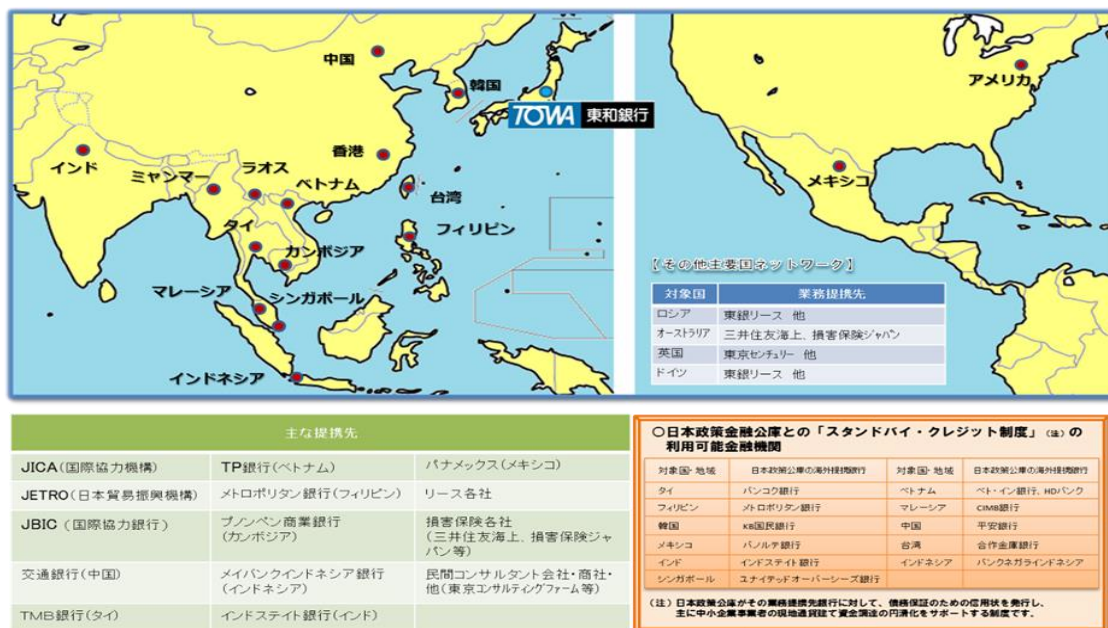 中国
韓国
TOWA 東和銀行
アメリカ
香港
インド
ラオス
ミャンマー
ベトナム
メキシコ
台湾
タイ
フィリピン
カンボジア
マレーシア
シンガポール
インドネシア
【その他主要国ネットワーク】
対象国 業務提携先
ロシア 東銀リース 他
オーストラリア 三井住友海上、損害保険ジャパン
英国 東京センチュリー 他
ドイツ 東銀リース 他
主な提携先
JICA(国際協力機構) TP銀行(ベトナム) パナメックス(メキシコ)
JETRO(日本貿易振興機構) メトロポリタン銀行(フィリピン) リース各社
JBIC(国際協力銀行) プノンペン商業銀行
(カンボジア) 損害保険各社
(三井住友海上、損害保険ジャ
パン等)
交通銀行(中国) メイバンクインドネシア銀行
(インドネシア) 民間コンサルタント会社・商社・
他(東京コンサルティングファーム等)
TMB銀行(タイ) インドステイト銀行(インド)
○日本政策金融公庫との「スタンドバイ・クレジット制度」(注)の
利用可能金融機関
対象国・地域 日本政策公庫の海外提携銀行 対象国・地域 日本政策公庫の海外提携銀行
タイ バンコク銀行 ベトナム ベト・イン銀行、HDバンク
フィリピン メトロポリタン銀行 マレーシア CIMB銀行
韓国 KB国民銀行 中国 平安銀行
メキシコ バノルテ銀行 台湾 合作金庫銀行
インド インドステイト銀行 インドネシア バンクネガラインドネシア
シンガポール ユナイテッドオーバーシーズ銀行
(注)日本政策公庫がその業務提携先銀行に対して、債務保証のための信用状を発行し、
主に中小企業事業者の現地通貨建て資金調達の円滑化をサポートする制度です。